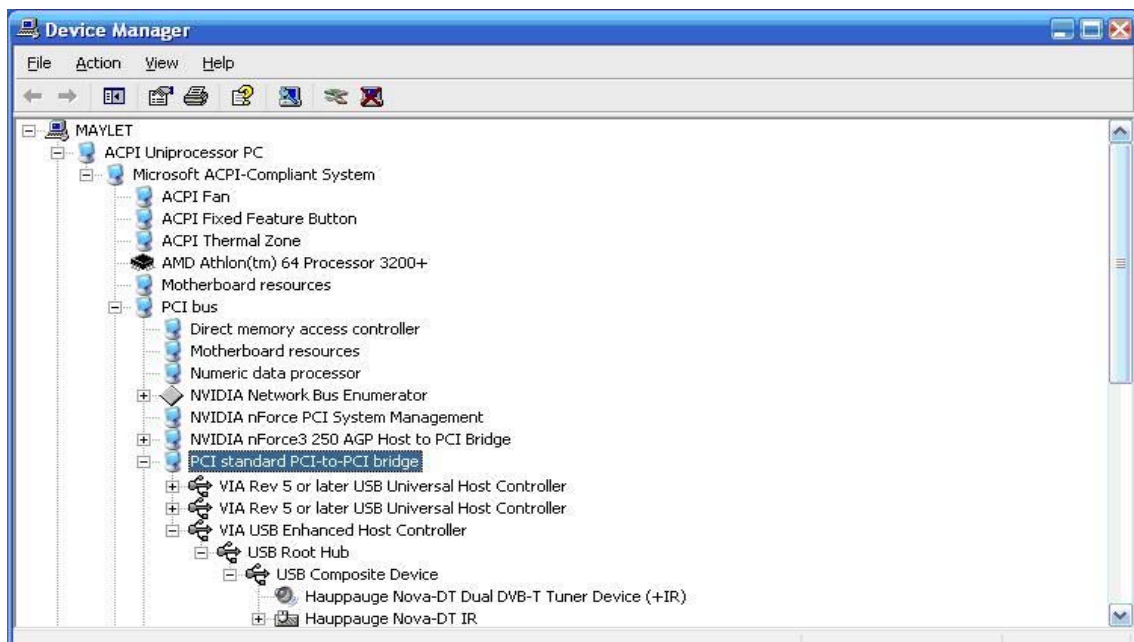 Device Manager
File Action View Help
MAYLET
ACPI Uniprocessor PC
Microsoft ACPI-Compliant System
ACPI Fan
ACPI Fixed Feature Button
ACPI Thermal Zone
AMD Athlon(tm) 64 Processor 3200+
Motherboard resources
PCI bus
Direct memory access controller
Motherboard resources
Numeric data processor
NVIDIA Network Bus Enumerator
NVIDIA nForce PCI System Management
NVIDIA nForce3 250 AGP Host to PCI Bridge
PCI standard PCI-to-PCI bridge
VIA Rev 5 or later USB Universal Host Controller
VIA Rev 5 or later USB Universal Host Controller
VIA USB Enhanced Host Controller
USB Root Hub
USB Composite Device
Hauppauge Nova-DT Dual DVB-T Tuner Device (+IR)
Hauppauge Nova-DT IR